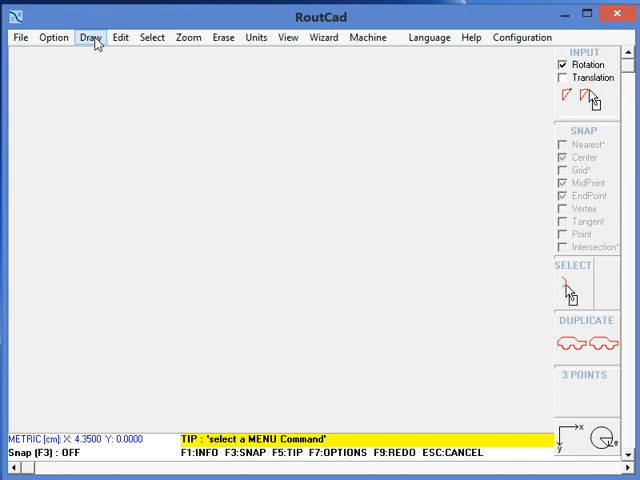 RoutCad
File Option Draw Edit Select Zoom Erase Units View Wizard Machine Language Help Configuration
INPUT
Rotation
Translation
SNAP
Nearest*
Center
Grid*
MidPoint
EndPoint
Vertex
Tangent
Point
Intersection*
SELECT
DUPLICATE
3 POINTS
x
y
METRIC [cm]: X: 4.3500 Y: 0.0000
TIP : 'select a MENU Command'
Snap (F3) : OFF
F1:INFO F3:SNAP F5:TIP F7:OPTIONS F9:REDO ESC:CANCEL